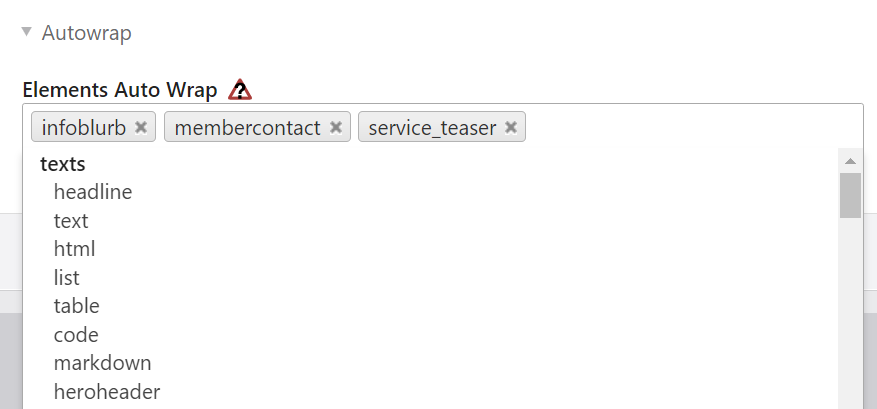 Autowrap
Elements Auto Wrap
infoblurb membercontact service_teaser
texts
headline
text
html
list
table
code
markdown
heroheader